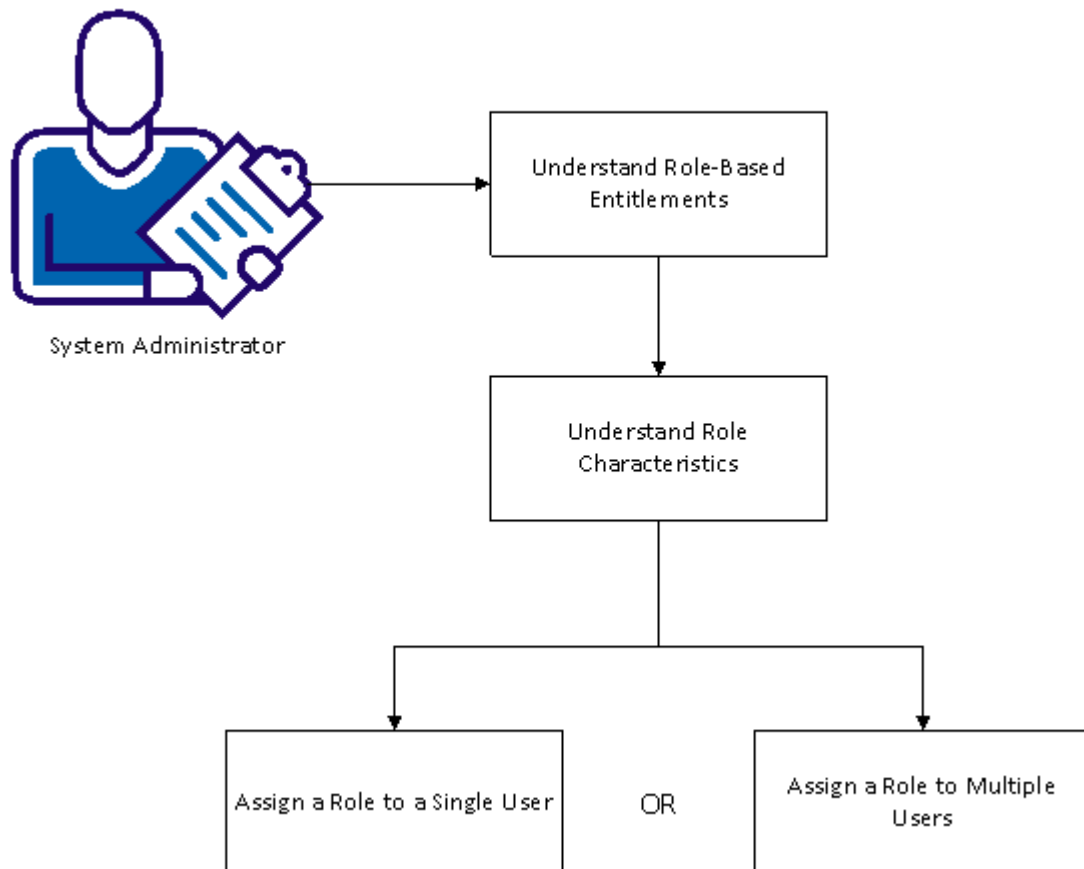 Understand Role-Based
Entitlements
System Administrator
Understand Role
Characteristics
Assign a Role to a Single User
OR
Assign a Role to Multiple
Users